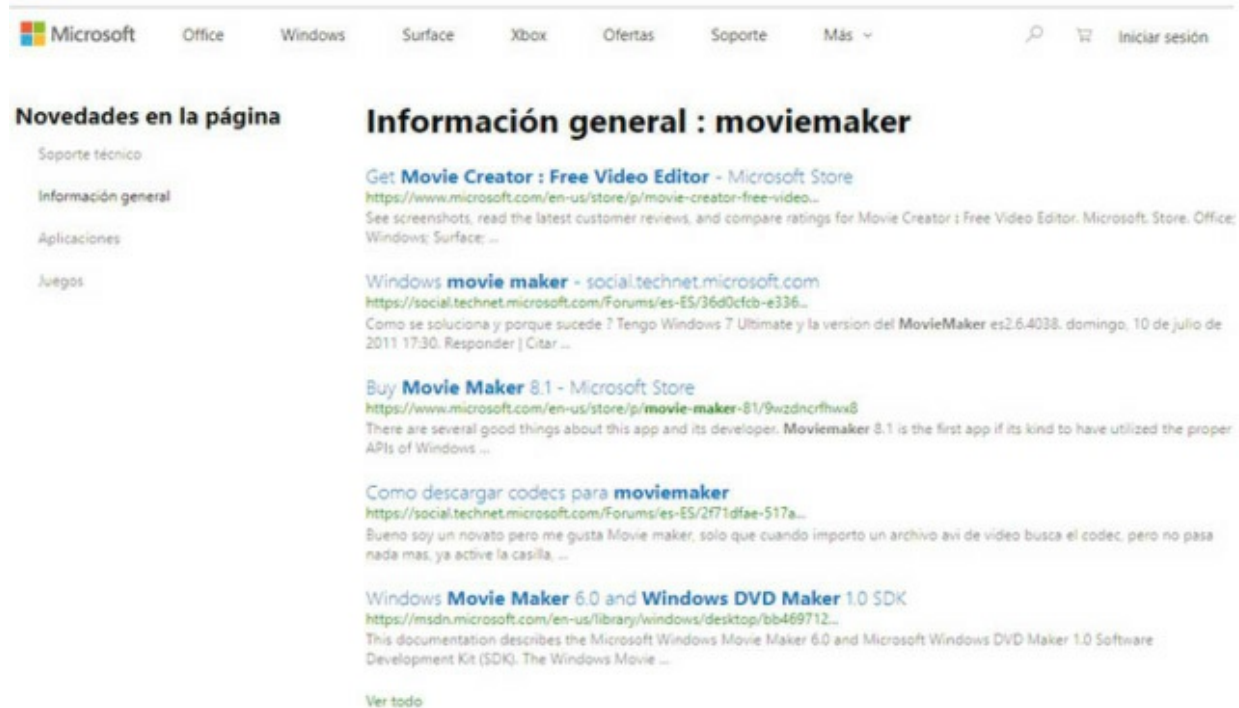 Microsoft Office Windows Surface Xbox Ofertas Soporte Más Iniciar sesión
Novedades en la página
Soporte técnico
Información general
Aplicaciones
Juegos
Información general : moviemaker
Get Movie Creator : Free Video Editor - Microsoft Store
https://www.microsoft.com/en-us/store/p/movie-creator-free-video...
See screenshots, read the latest customer reviews, and compare ratings for Movie Creator : Free Video Editor. Microsoft. Store. Office;
Windows; Surface; ...
Windows movie maker - social.technet.microsoft.com
https://social.technet.microsoft.com/Forums/es-ES/36d0cfcb-e336...
Como se soluciona y porque sucede ? Tengo Windows 7 Ultimate y la version del MovieMaker es2.6.4038. domingo, 10 de julio de
2011 17:30. Responder | Citar ...
Buy Movie Maker 8.1 - Microsoft Store
https://www.microsoft.com/en-us/store/p/movie-maker-81/9wzdncrfhwx8
There are several good things about this app and its developer. Moviemaker 8.1 is the first app if its kind to have utilized the proper
APIs of Windows ...
Como descargar codecs para moviemaker
https://social.technet.microsoft.com/Forums/es-ES/2f71dfae-517a...
Bueno soy un novato pero me gusta Movie maker, solo que cuando importo un archivo avi de video busca el codec, pero no pasa
nada mas, ya active la casilla, ...
Windows Movie Maker 6.0 and Windows DVD Maker 1.0 SDK
https://msdn.microsoft.com/en-us/library/windows/desktop/bb469712...
This documentation describes the Microsoft Windows Movie Maker 6.0 and Microsoft Windows DVD Maker 1.0 Software
Development Kit (SDK). The Windows Movie ...
Ver todo